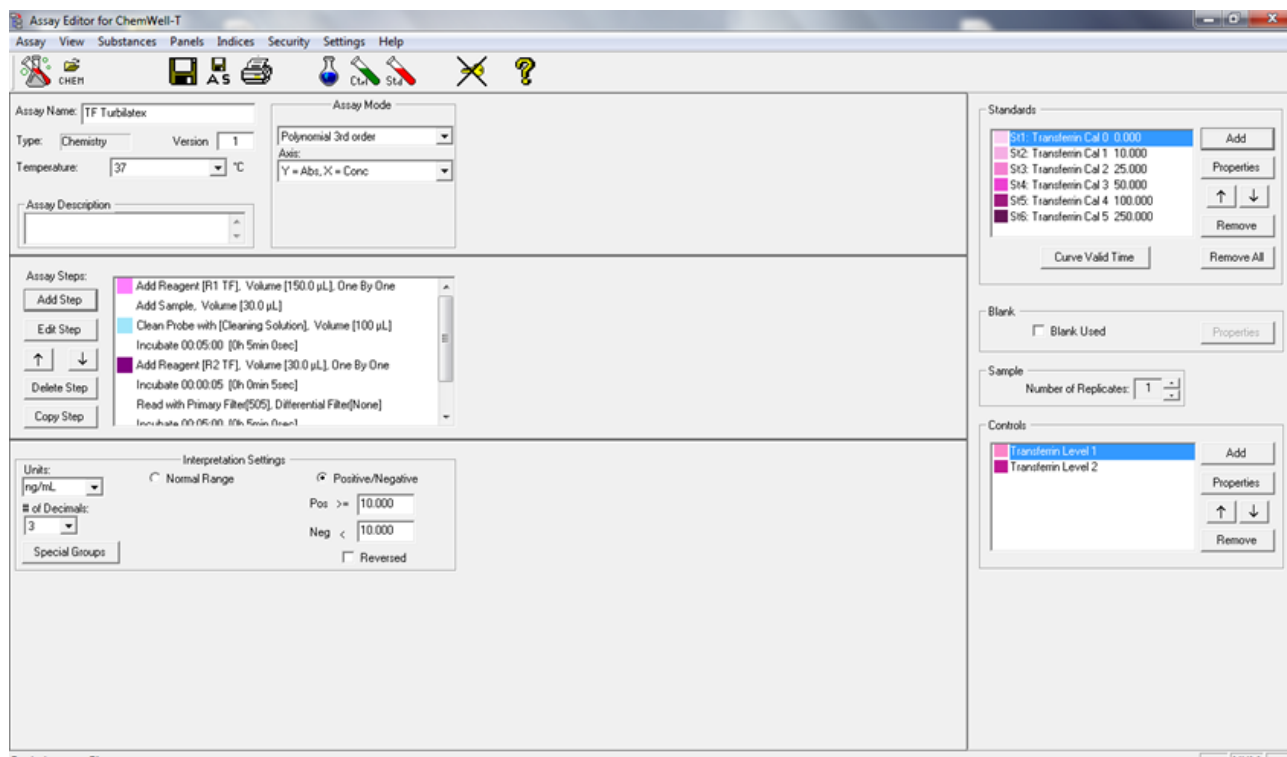 Assay Editor for ChemWell-T
Assay View Substances Panels Indices Security Settings Help
CHEM AS Ctrl Std
Assay Name: TF Turbilatex
Type: Chemistry Version 1
Temperature: 37 °C
Assay Description
Assay Mode
Polynomial 3rd order
Axis:
Y = Abs, X = Conc
Assay Steps:
Add Step
Edit Step
↑ ↓
Delete Step
Copy Step
Add Reagent [R1 TF], Volume [150.0 µL], One By One
Add Sample, Volume [30.0 µL]
Clean Probe with [Cleaning Solution], Volume [100 µL]
Incubate 00:05:00 [0h 5min 0sec]
Add Reagent [R2 TF], Volume [30.0 µL], One By One
Incubate 00:00:05 [0h 0min 5sec]
Read with Primary Filter[505], Differential Filter[None]
Incubate 00:05:00 [0h 5min 0sec]
Interpretation Settings
Units:
ng/mL
# of Decimals:
3
Special Groups
Normal Range
Positive/Negative
Pos >= 10.000
Neg < 10.000
Reversed
Standards
St1: Transferrin Cal 0 0.000
St2: Transferrin Cal 1 10.000
St3: Transferrin Cal 2 25.000
St4: Transferrin Cal 3 50.000
St5: Transferrin Cal 4 100.000
St6: Transferrin Cal 5 250.000
Add
Properties
↑ ↓
Remove
Curve Valid Time Remove All
Blank
Blank Used Properties
Sample
Number of Replicates: 1
Controls
Transferrin Level 1
Transferrin Level 2
Add
Properties
↑ ↓
Remove